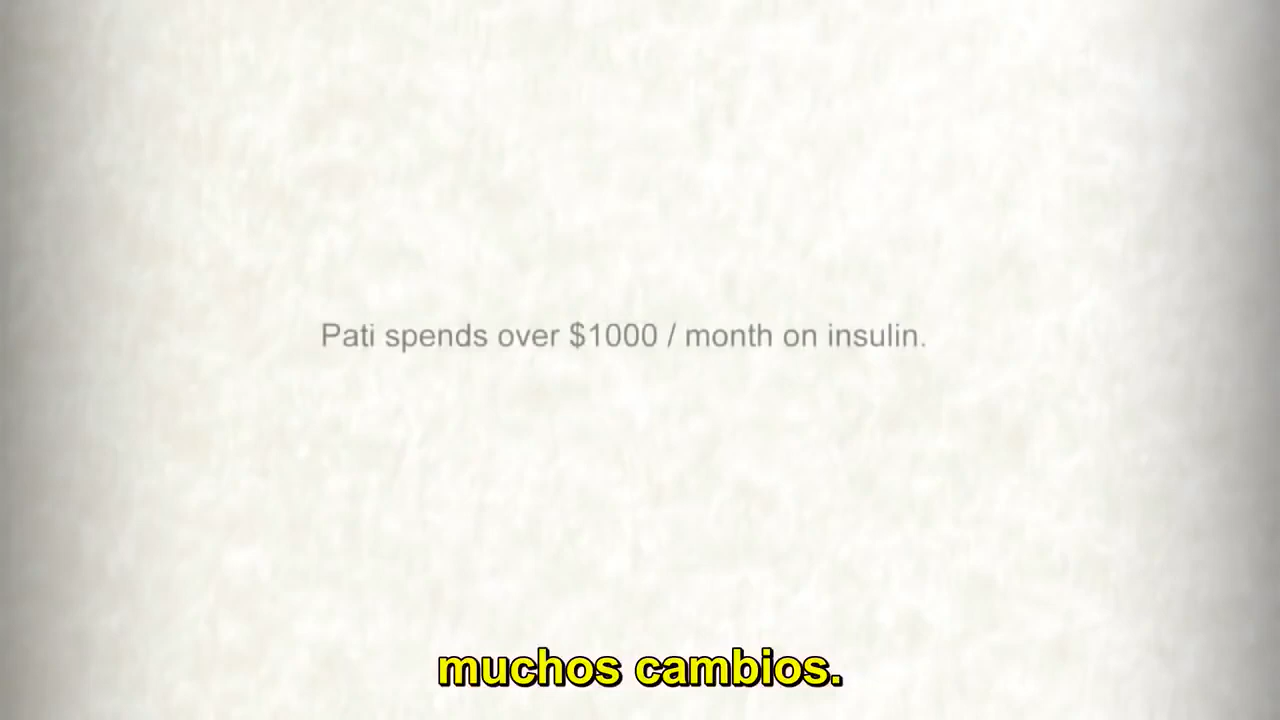 Pati spends over $1000 / month on insulin.
muchos cambios.